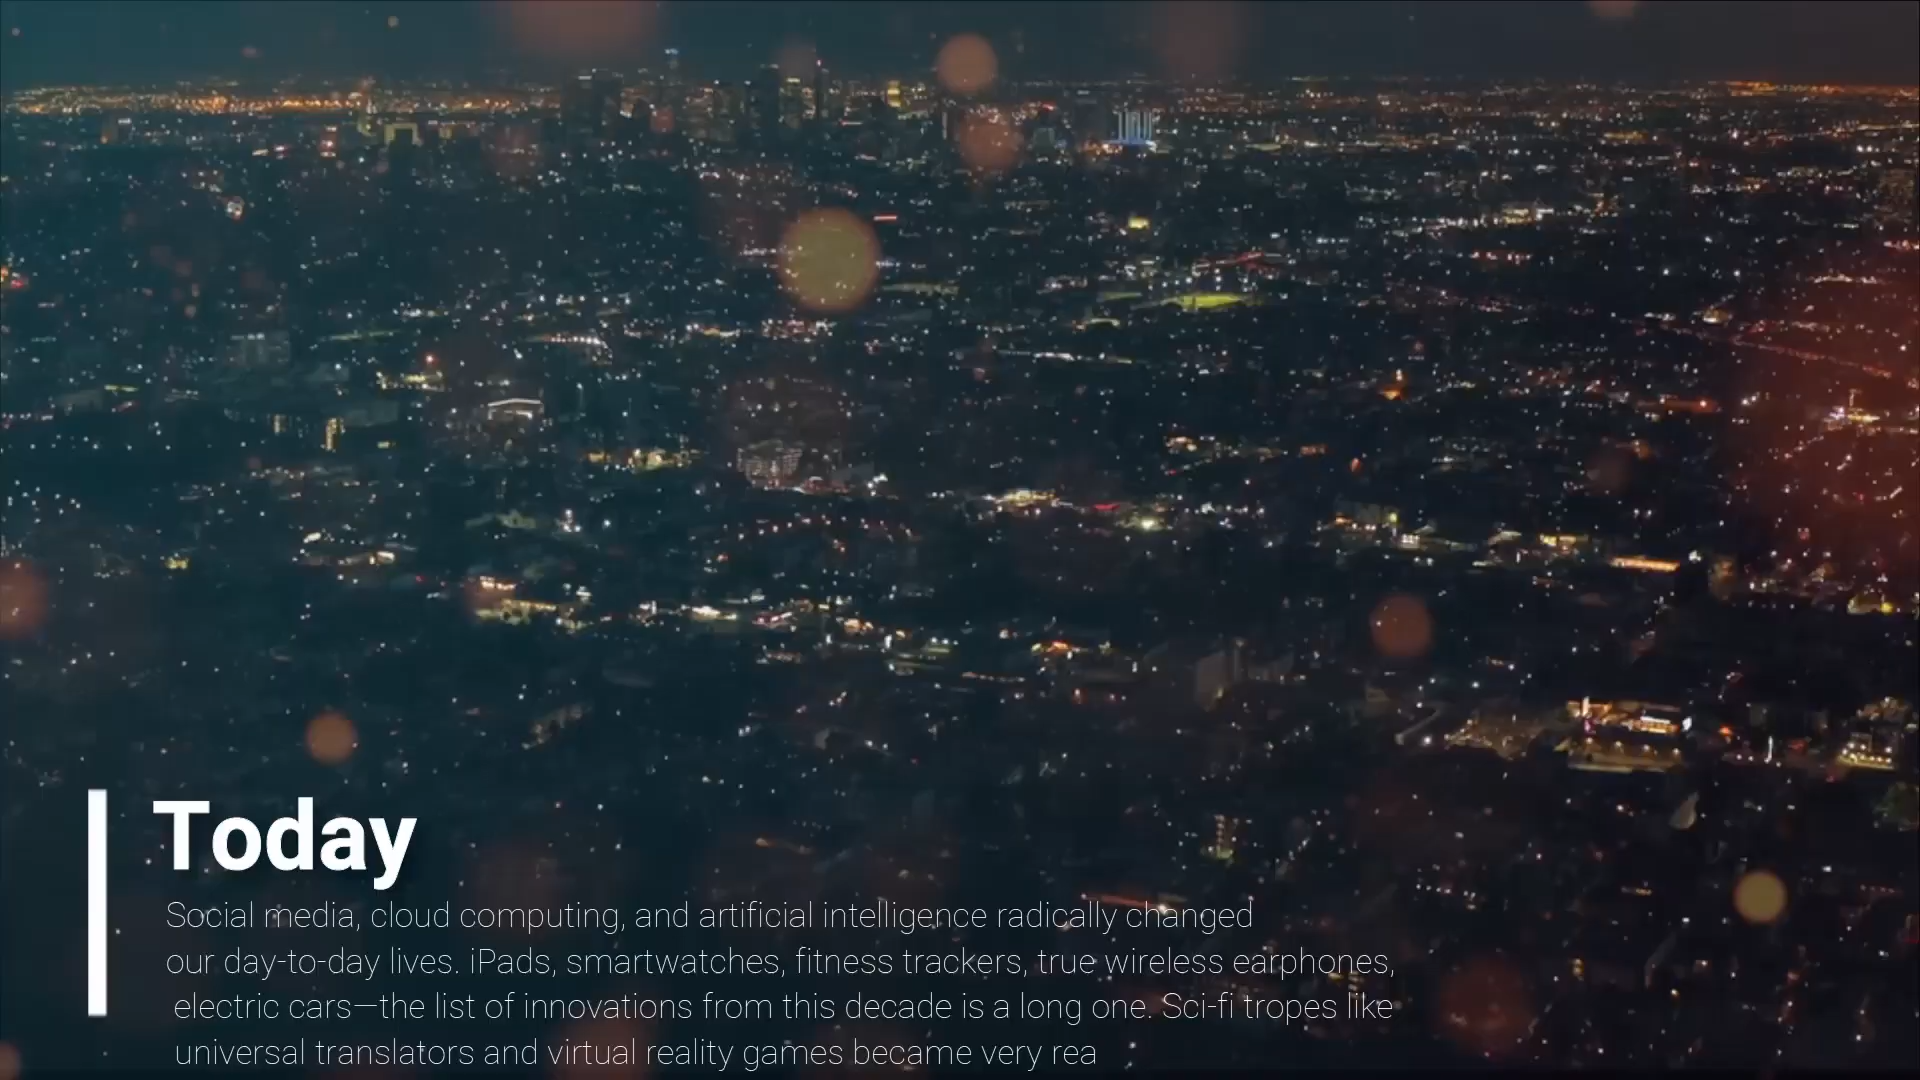 Today
Social media, cloud computing, and artificial intelligence radically changed
our day-to-day lives. iPads, smartwatches, fitness trackers, true wireless earphones,
electric cars—the list of innovations from this decade is a long one. Sci-fi tropes like
universal translators and virtual reality games became very rea